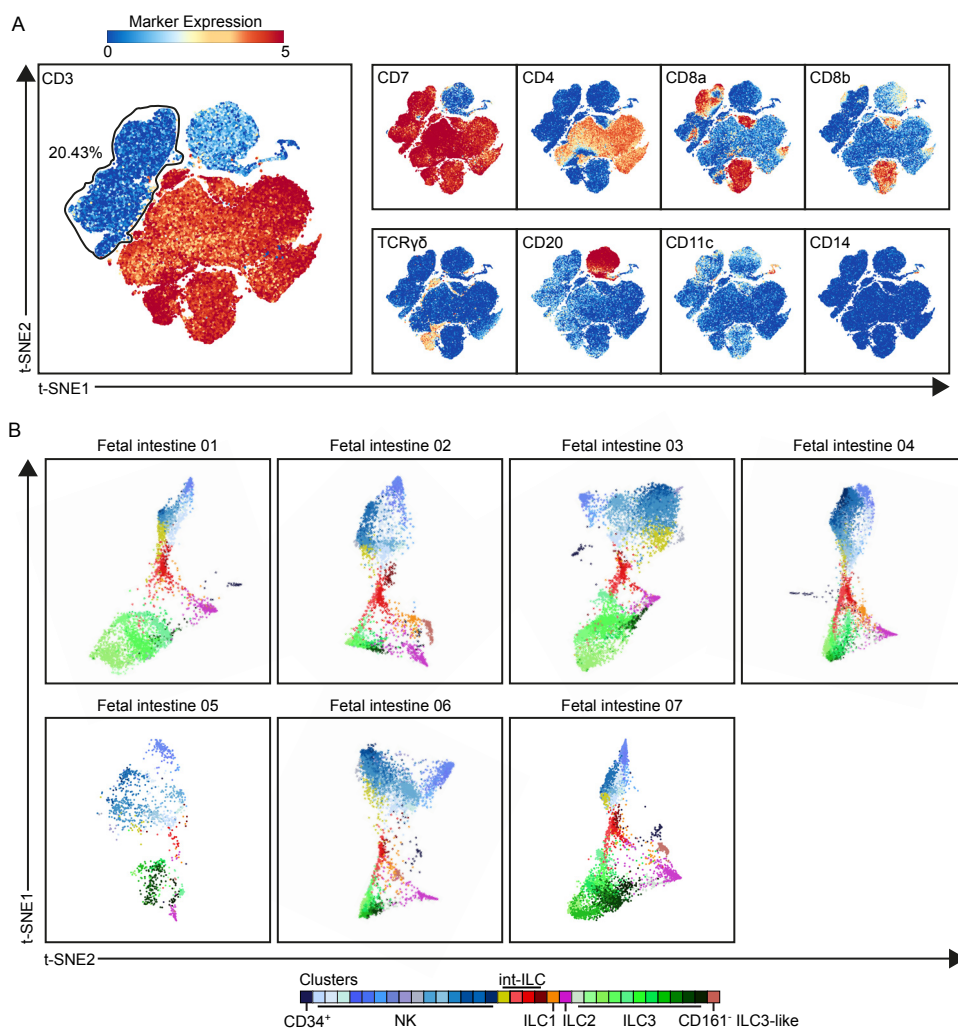 A
Marker Expression
0 5
CD3
20.43%
CD7 CD4 CD8a CD8b
TCRγδ CD20 CD11c CD14
t-SNE2
t-SNE1
B
Fetal intestine 01 Fetal intestine 02 Fetal intestine 03 Fetal intestine 04
Fetal intestine 05 Fetal intestine 06 Fetal intestine 07
t-SNE1
t-SNE2
Clusters int-ILC
CD34⁺ NK ILC1 ILC2 ILC3 CD161⁻ ILC3-like